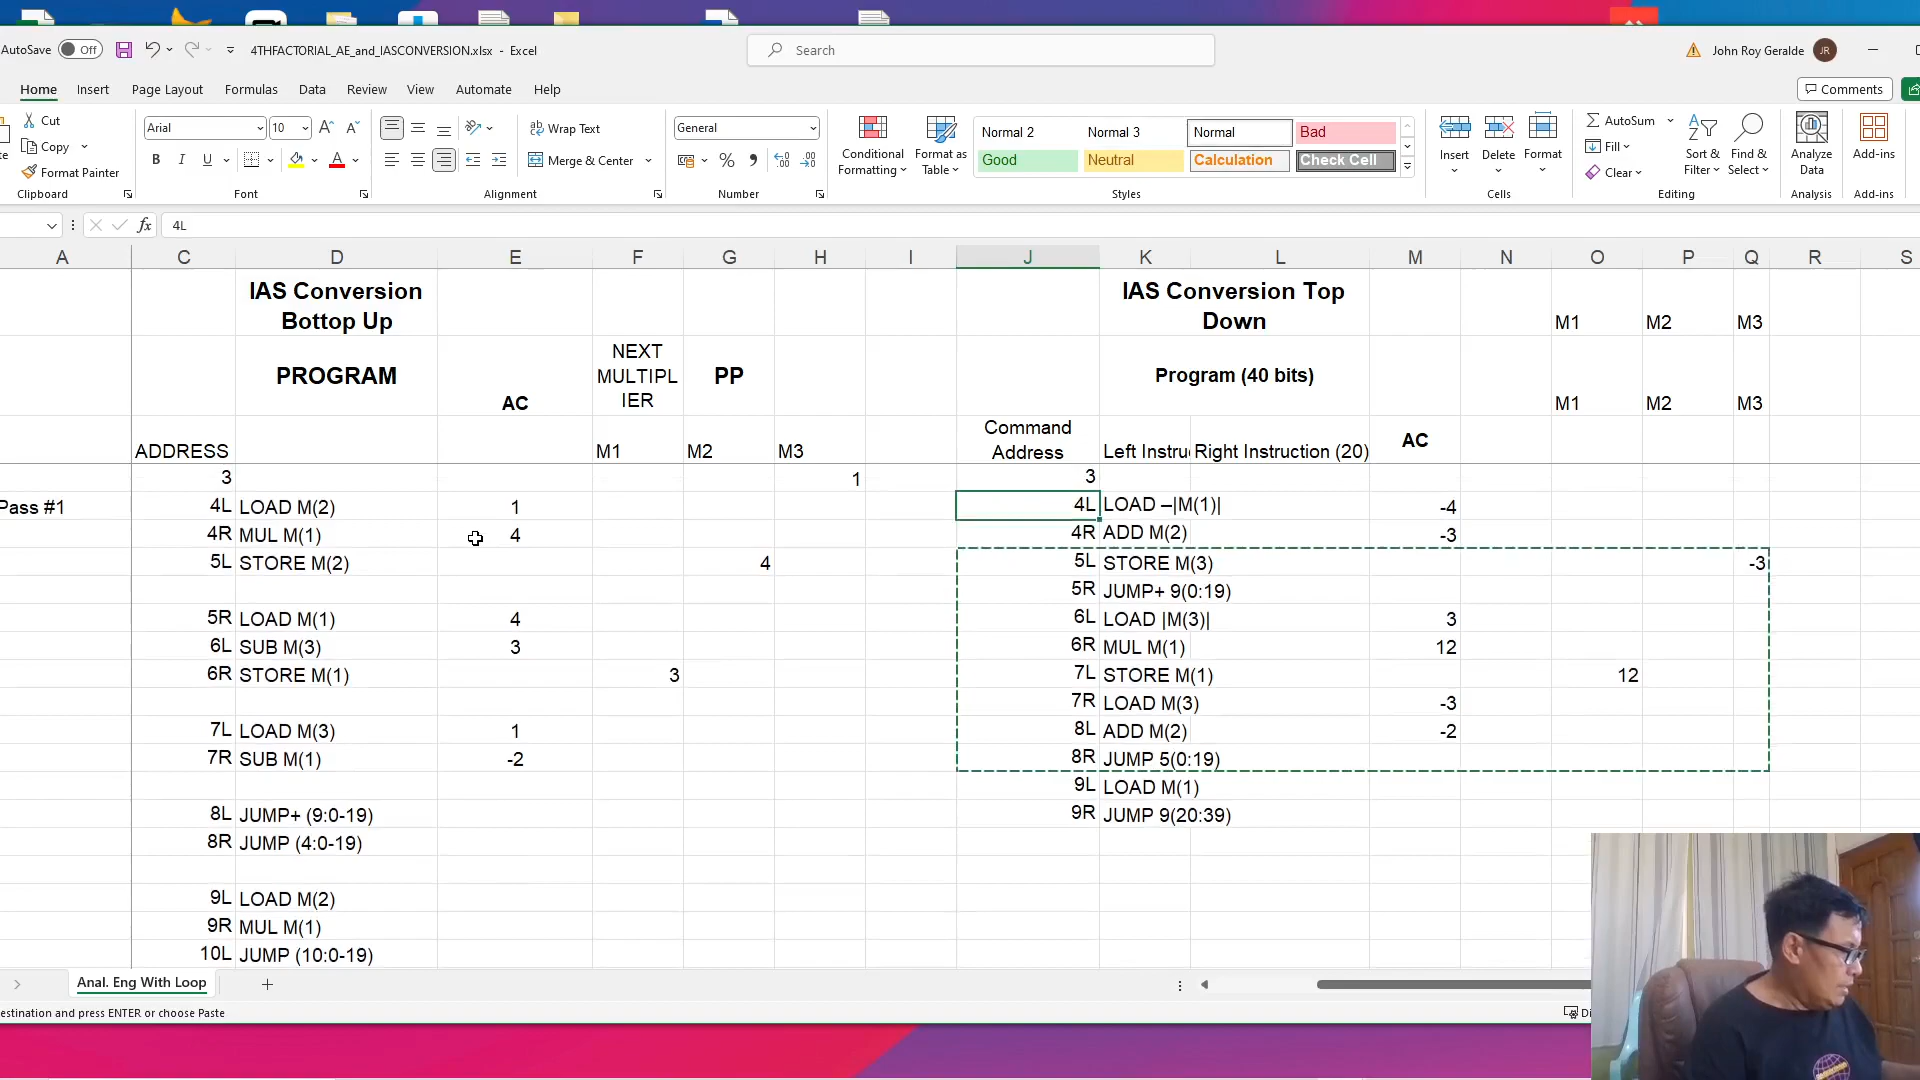 AutoSave Off 4THFACTORIAL_AE_and_IASCONVERSION.xlsx - Excel Search John Roy Geralde JR
Home Insert Page Layout Formulas Data Review View Automate Help Comments
Cut
Copy
Format Painter
Clipboard
Arial 10
B I U
Font
Wrap Text
Merge & Center
Alignment
General
Number
Conditional Formatting
Format as Table
Normal 2 Normal 3 Normal Bad
Good Neutral Calculation Check Cell
Styles
Insert Delete Format
Cells
AutoSum
Fill
Clear
Sort & Filter
Find & Select
Editing
Analyze Data
Analysis
Add-ins
Add-ins
fx 4L
A C D E F G H I J K L M N O P Q R S
IAS Conversion Bottop Up IAS Conversion Top Down M1 M2 M3
PROGRAM AC NEXT MULTIPL IER PP Program (40 bits) M1 M2 M3
ADDRESS M1 M2 M3 Command Address Left Instru Right Instruction (20) AC
3 1 3
Pass #1 4L LOAD M(2) 1 4L LOAD –|M(1)| -4
4R MUL M(1) 4 4R ADD M(2) -3
5L STORE M(2) 4 5L STORE M(3) -3
5R JUMP+ 9(0:19)
5R LOAD M(1) 4 6L LOAD |M(3)| 3
6L SUB M(3) 3 6R MUL M(1) 12
6R STORE M(1) 3 7L STORE M(1) 12
7R LOAD M(3) -3
7L LOAD M(3) 1 8L ADD M(2) -2
7R SUB M(1) -2 8R JUMP 5(0:19)
9L LOAD M(1)
8L JUMP+ (9:0-19) 9R JUMP 9(20:39)
8R JUMP (4:0-19)
9L LOAD M(2)
9R MUL M(1)
10L JUMP (10:0-19)
Anal. Eng With Loop
estination and press ENTER or choose Paste Di